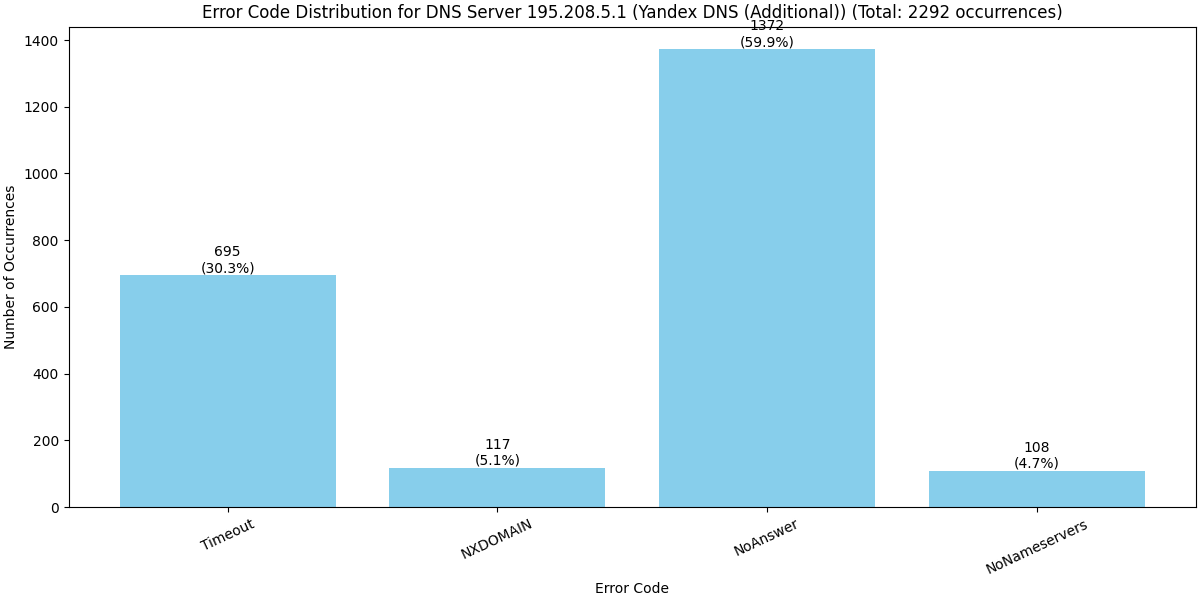 Error Code Distribution for DNS Server 195.208.5.1 (Yandex DNS (Additional)) (Total: 2292 occurrences)
1372
(59.9%)
695
(30.3%)
117
(5.1%)
108
(4.7%)
Number of Occurrences
1400
1200
1000
800
600
400
200
0
Timeout
NXDOMAIN
NoAnswer
NoNameservers
Error Code